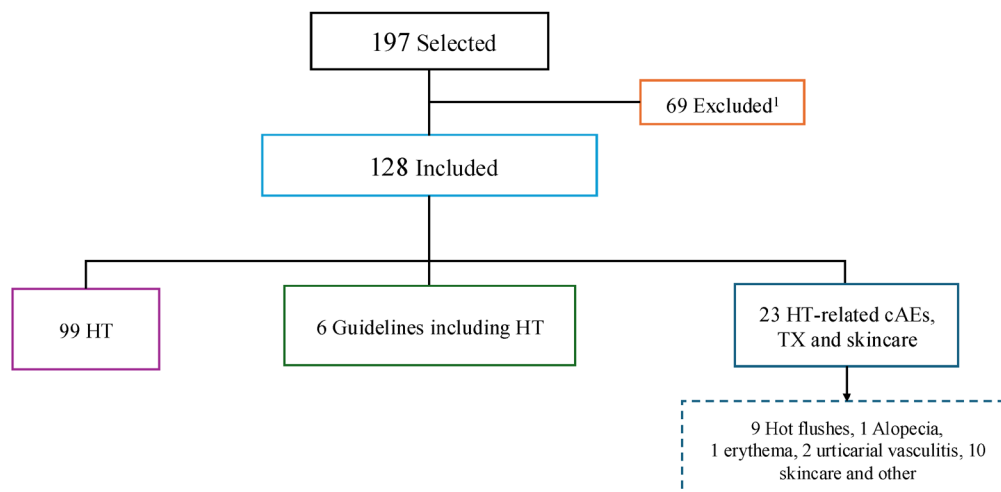 197 Selected
69 Excluded¹
128 Included
99 HT
6 Guidelines including HT
23 HT-related cAEs,
TX and skincare
9 Hot flushes, 1 Alopecia,
1 erythema, 2 urticarial vasculitis, 10
skincare and other